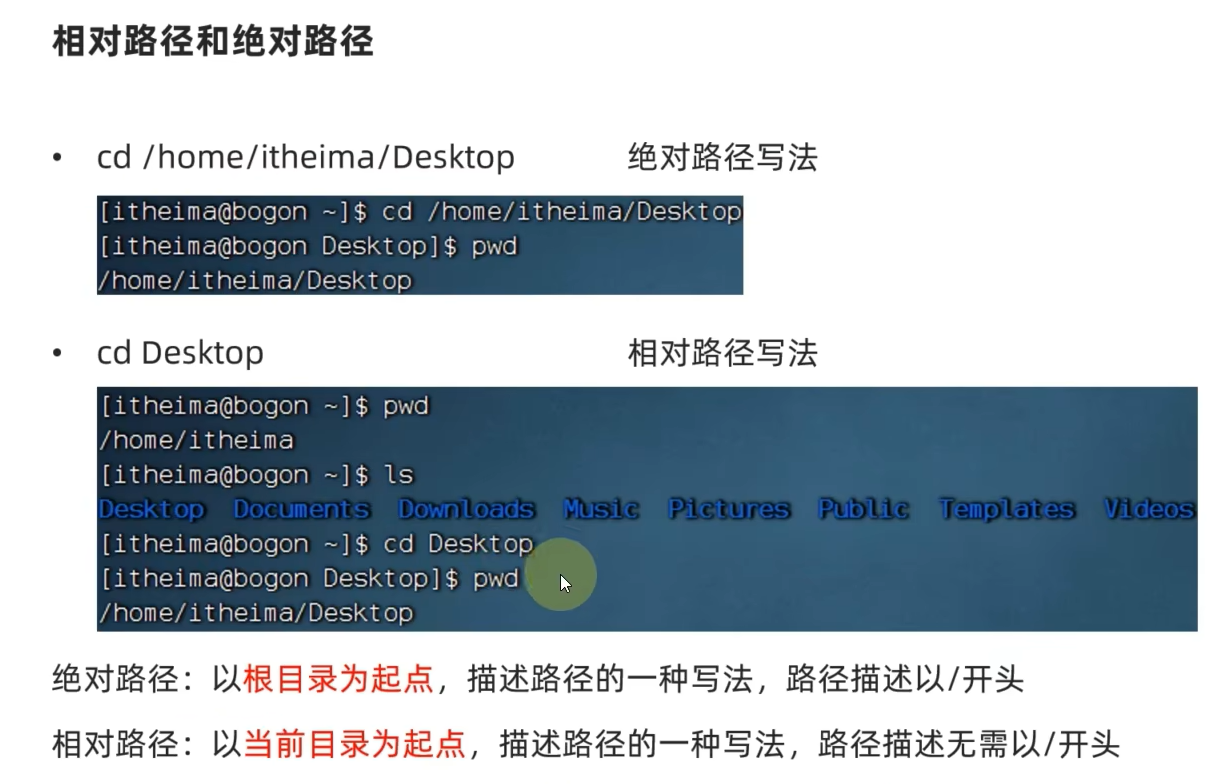 相对路径和绝对路径
• cd /home/itheima/Desktop 绝对路径写法
[itheima@bogon ~]$ cd /home/itheima/Desktop
[itheima@bogon Desktop]$ pwd
/home/itheima/Desktop
• cd Desktop 相对路径写法
[itheima@bogon ~]$ pwd
/home/itheima
[itheima@bogon ~]$ ls
Desktop Documents Downloads Music Pictures Public Templates Videos
[itheima@bogon ~]$ cd Desktop
[itheima@bogon Desktop]$ pwd
/home/itheima/Desktop
绝对路径：以根目录为起点，描述路径的一种写法，路径描述以/开头
相对路径：以当前目录为起点，描述路径的一种写法，路径描述无需以/开头